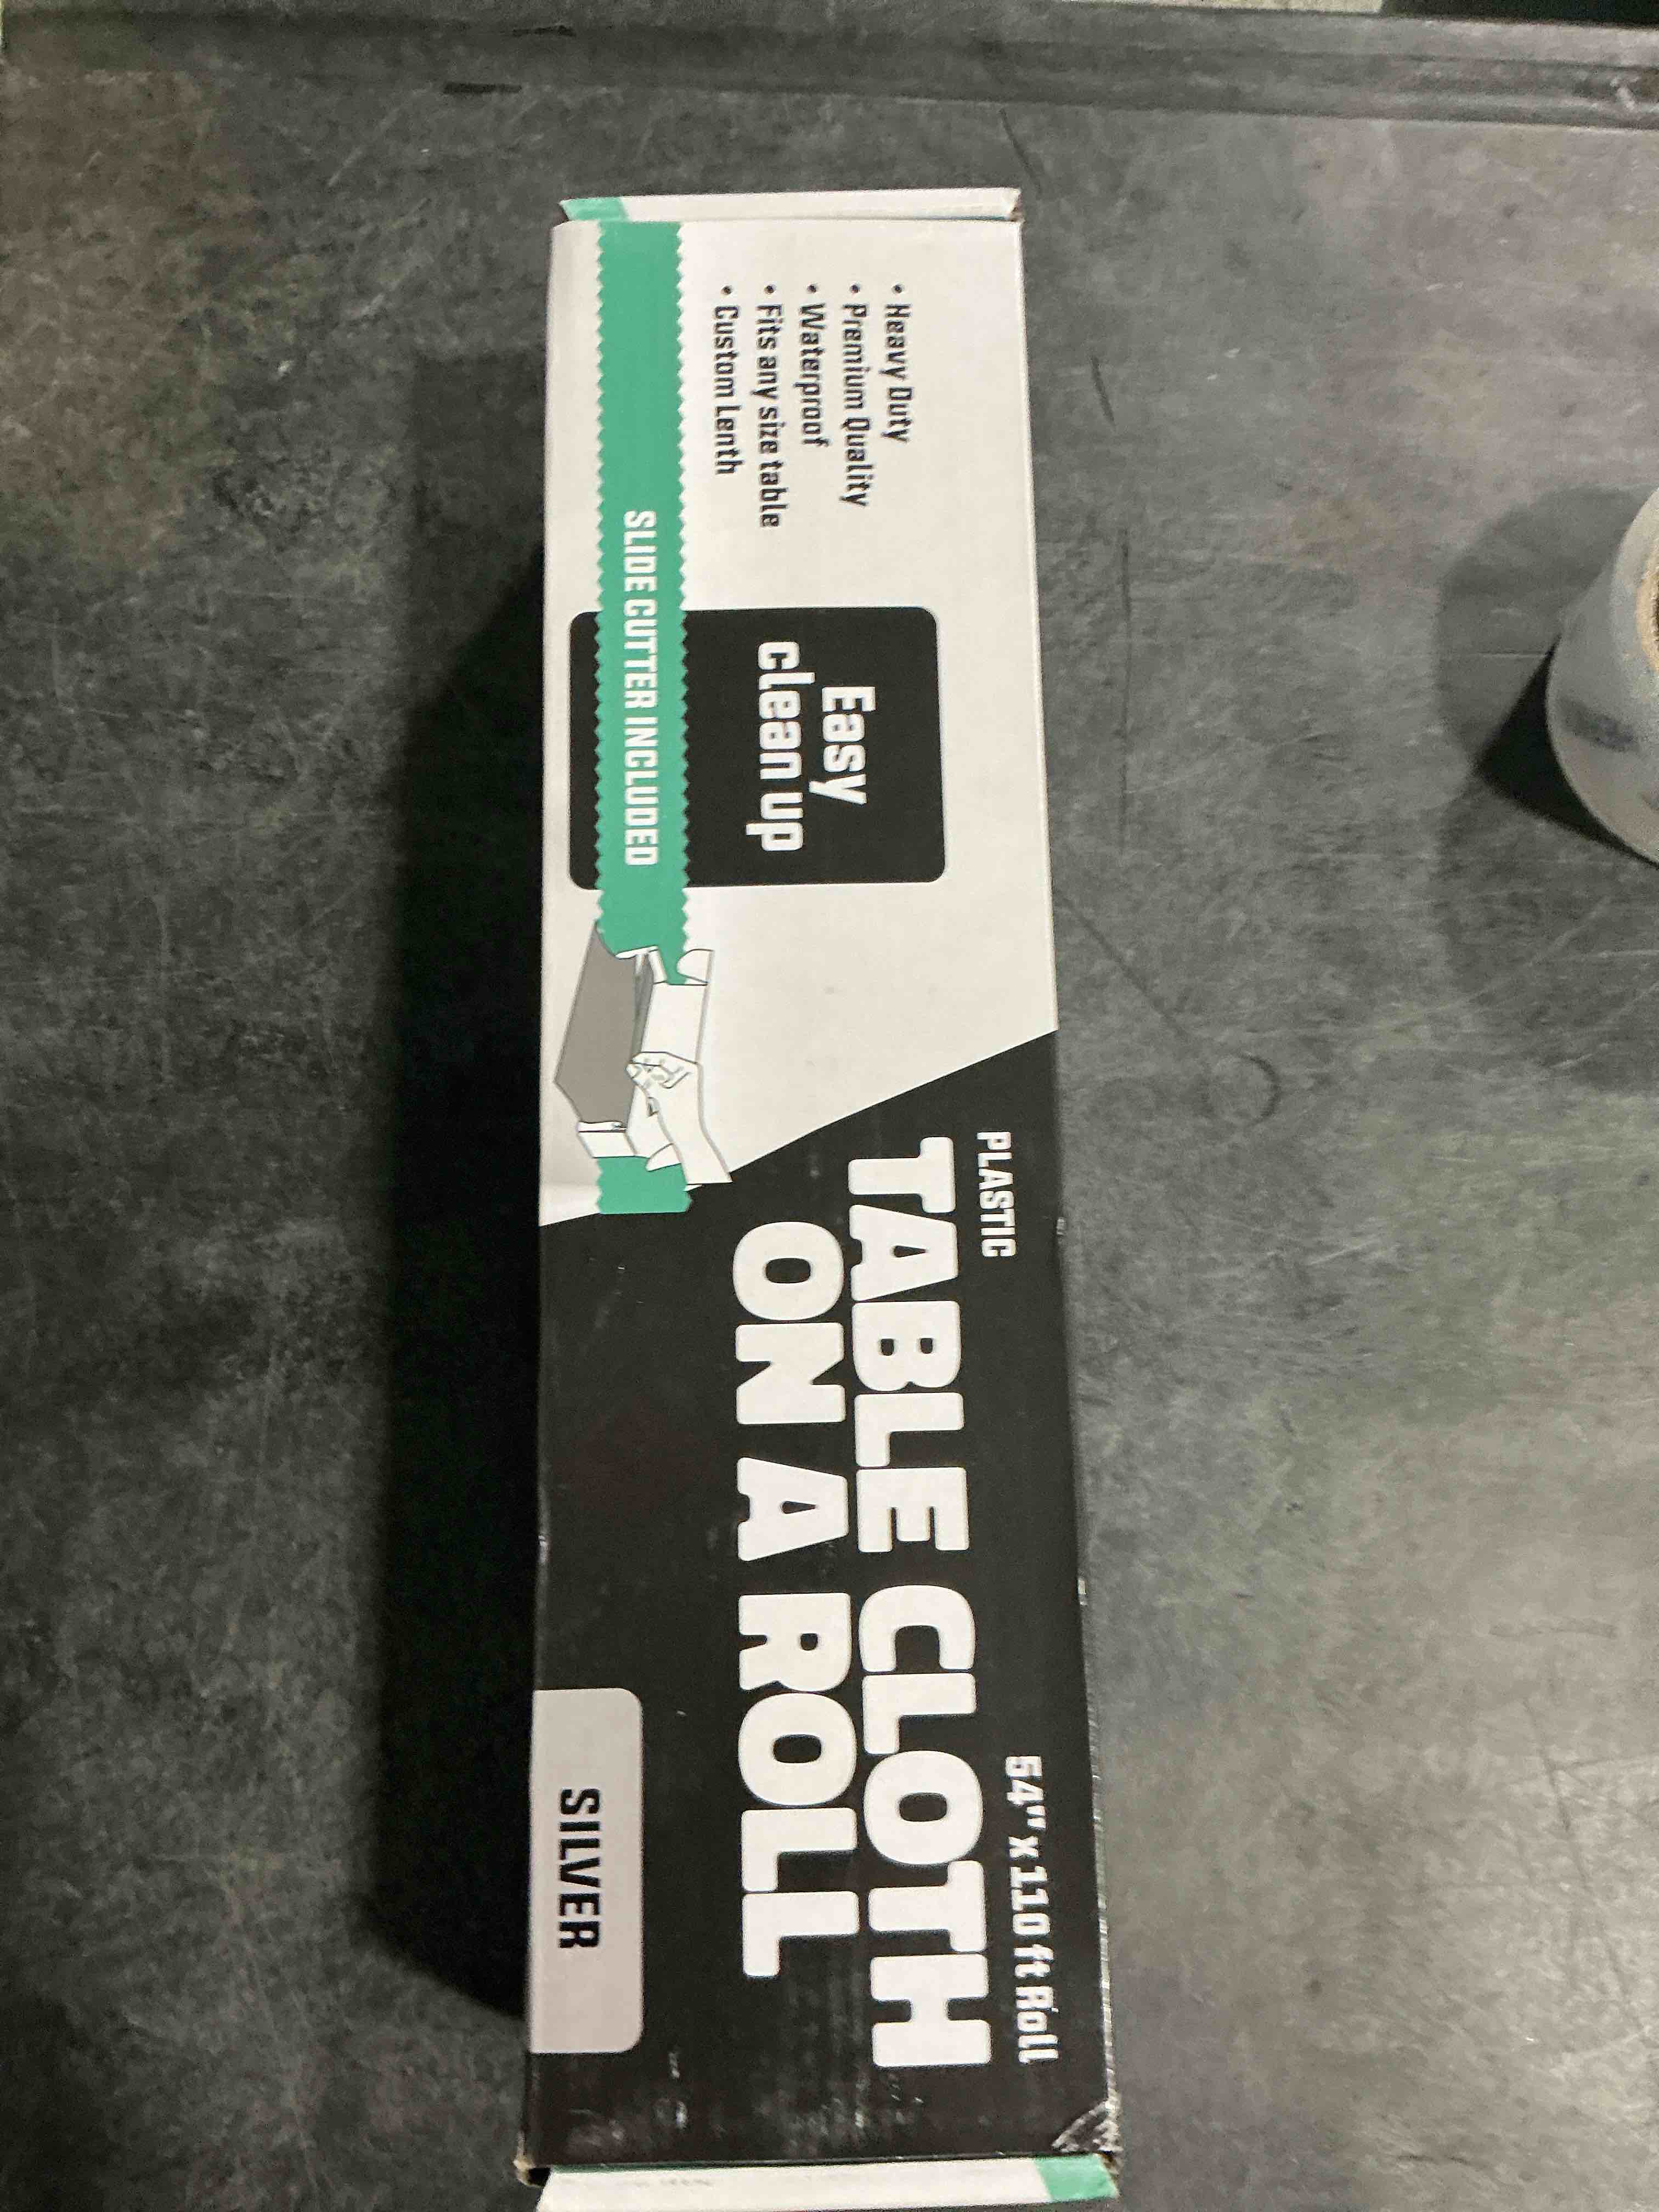 PLASTIC
54" x 110 ft Roll
TABLE CLOTH
ON A ROLL
SILVER
• Heavy Duty
• Premium Quality
• Waterproof
• Fits any size table
• Custom Lenth
Easy
clean up
SLIDE CUTTER INCLUDED